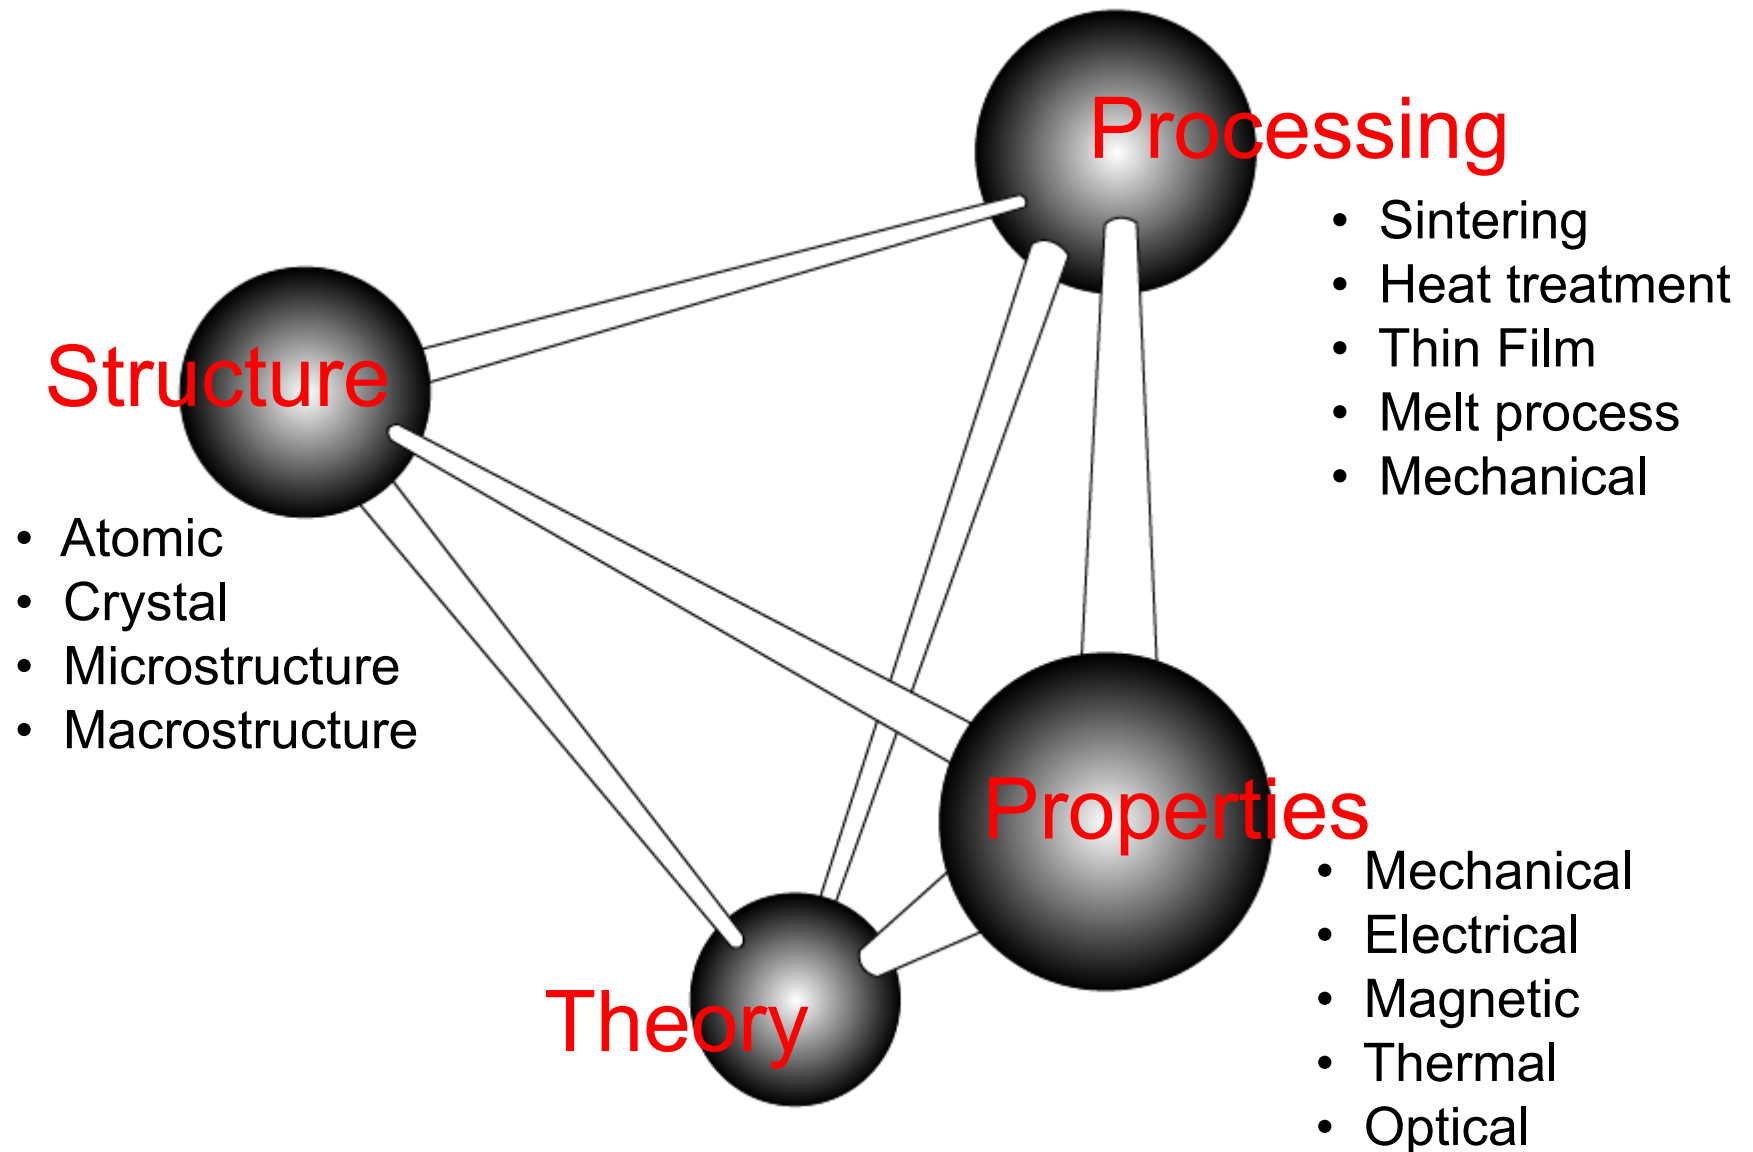 Processing
• Sintering
• Heat treatment
• Thin Film
• Melt process
• Mechanical
Structure
• Atomic
• Crystal
• Microstructure
• Macrostructure
Properties
• Mechanical
• Electrical
• Magnetic
• Thermal
• Optical
Theory